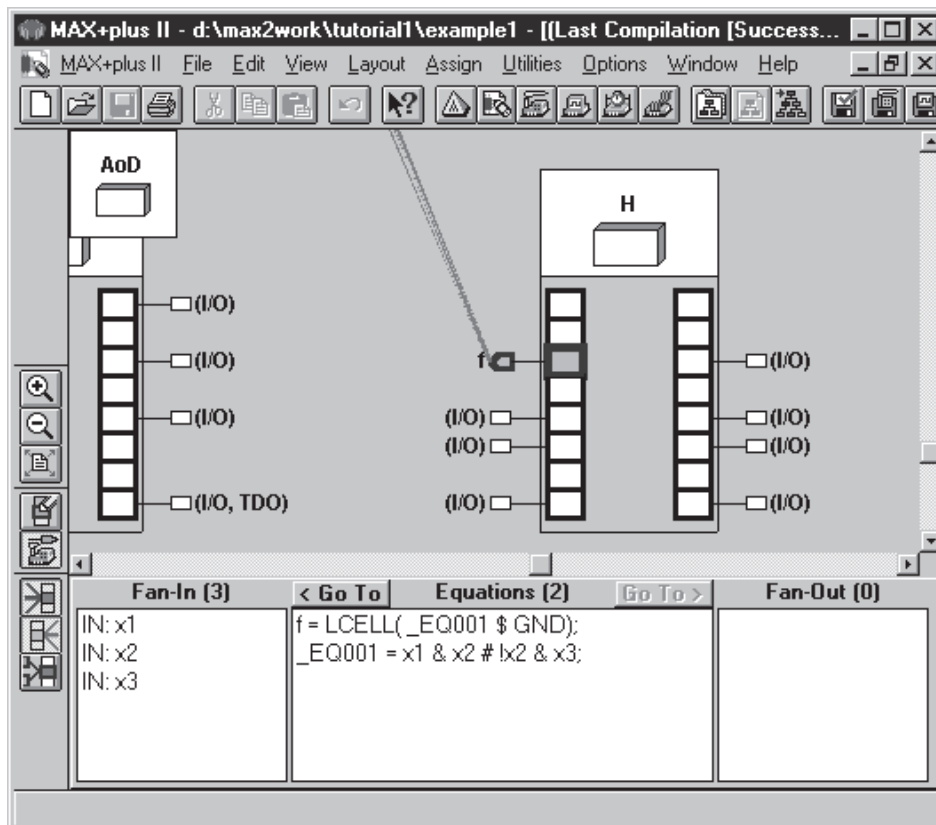 MAX+plus II - d:\max2work\tutorial1\example1 - [(Last Compilation [Success...
MAX+plus II File Edit View Layout Assign Utilities Options Window Help
AoD
H
(I/O)
(I/O)
f
(I/O)
(I/O)
(I/O)
(I/O)
(I/O)
(I/O)
(I/O, TDO)
(I/O)
(I/O)
Fan-In (3)
< Go To
Equations (2)
Go To >
Fan-Out (0)
IN: x1
IN: x2
IN: x3
f = LCELL( _EQ001 $ GND);
_EQ001 = x1 & x2 # !x2 & x3;